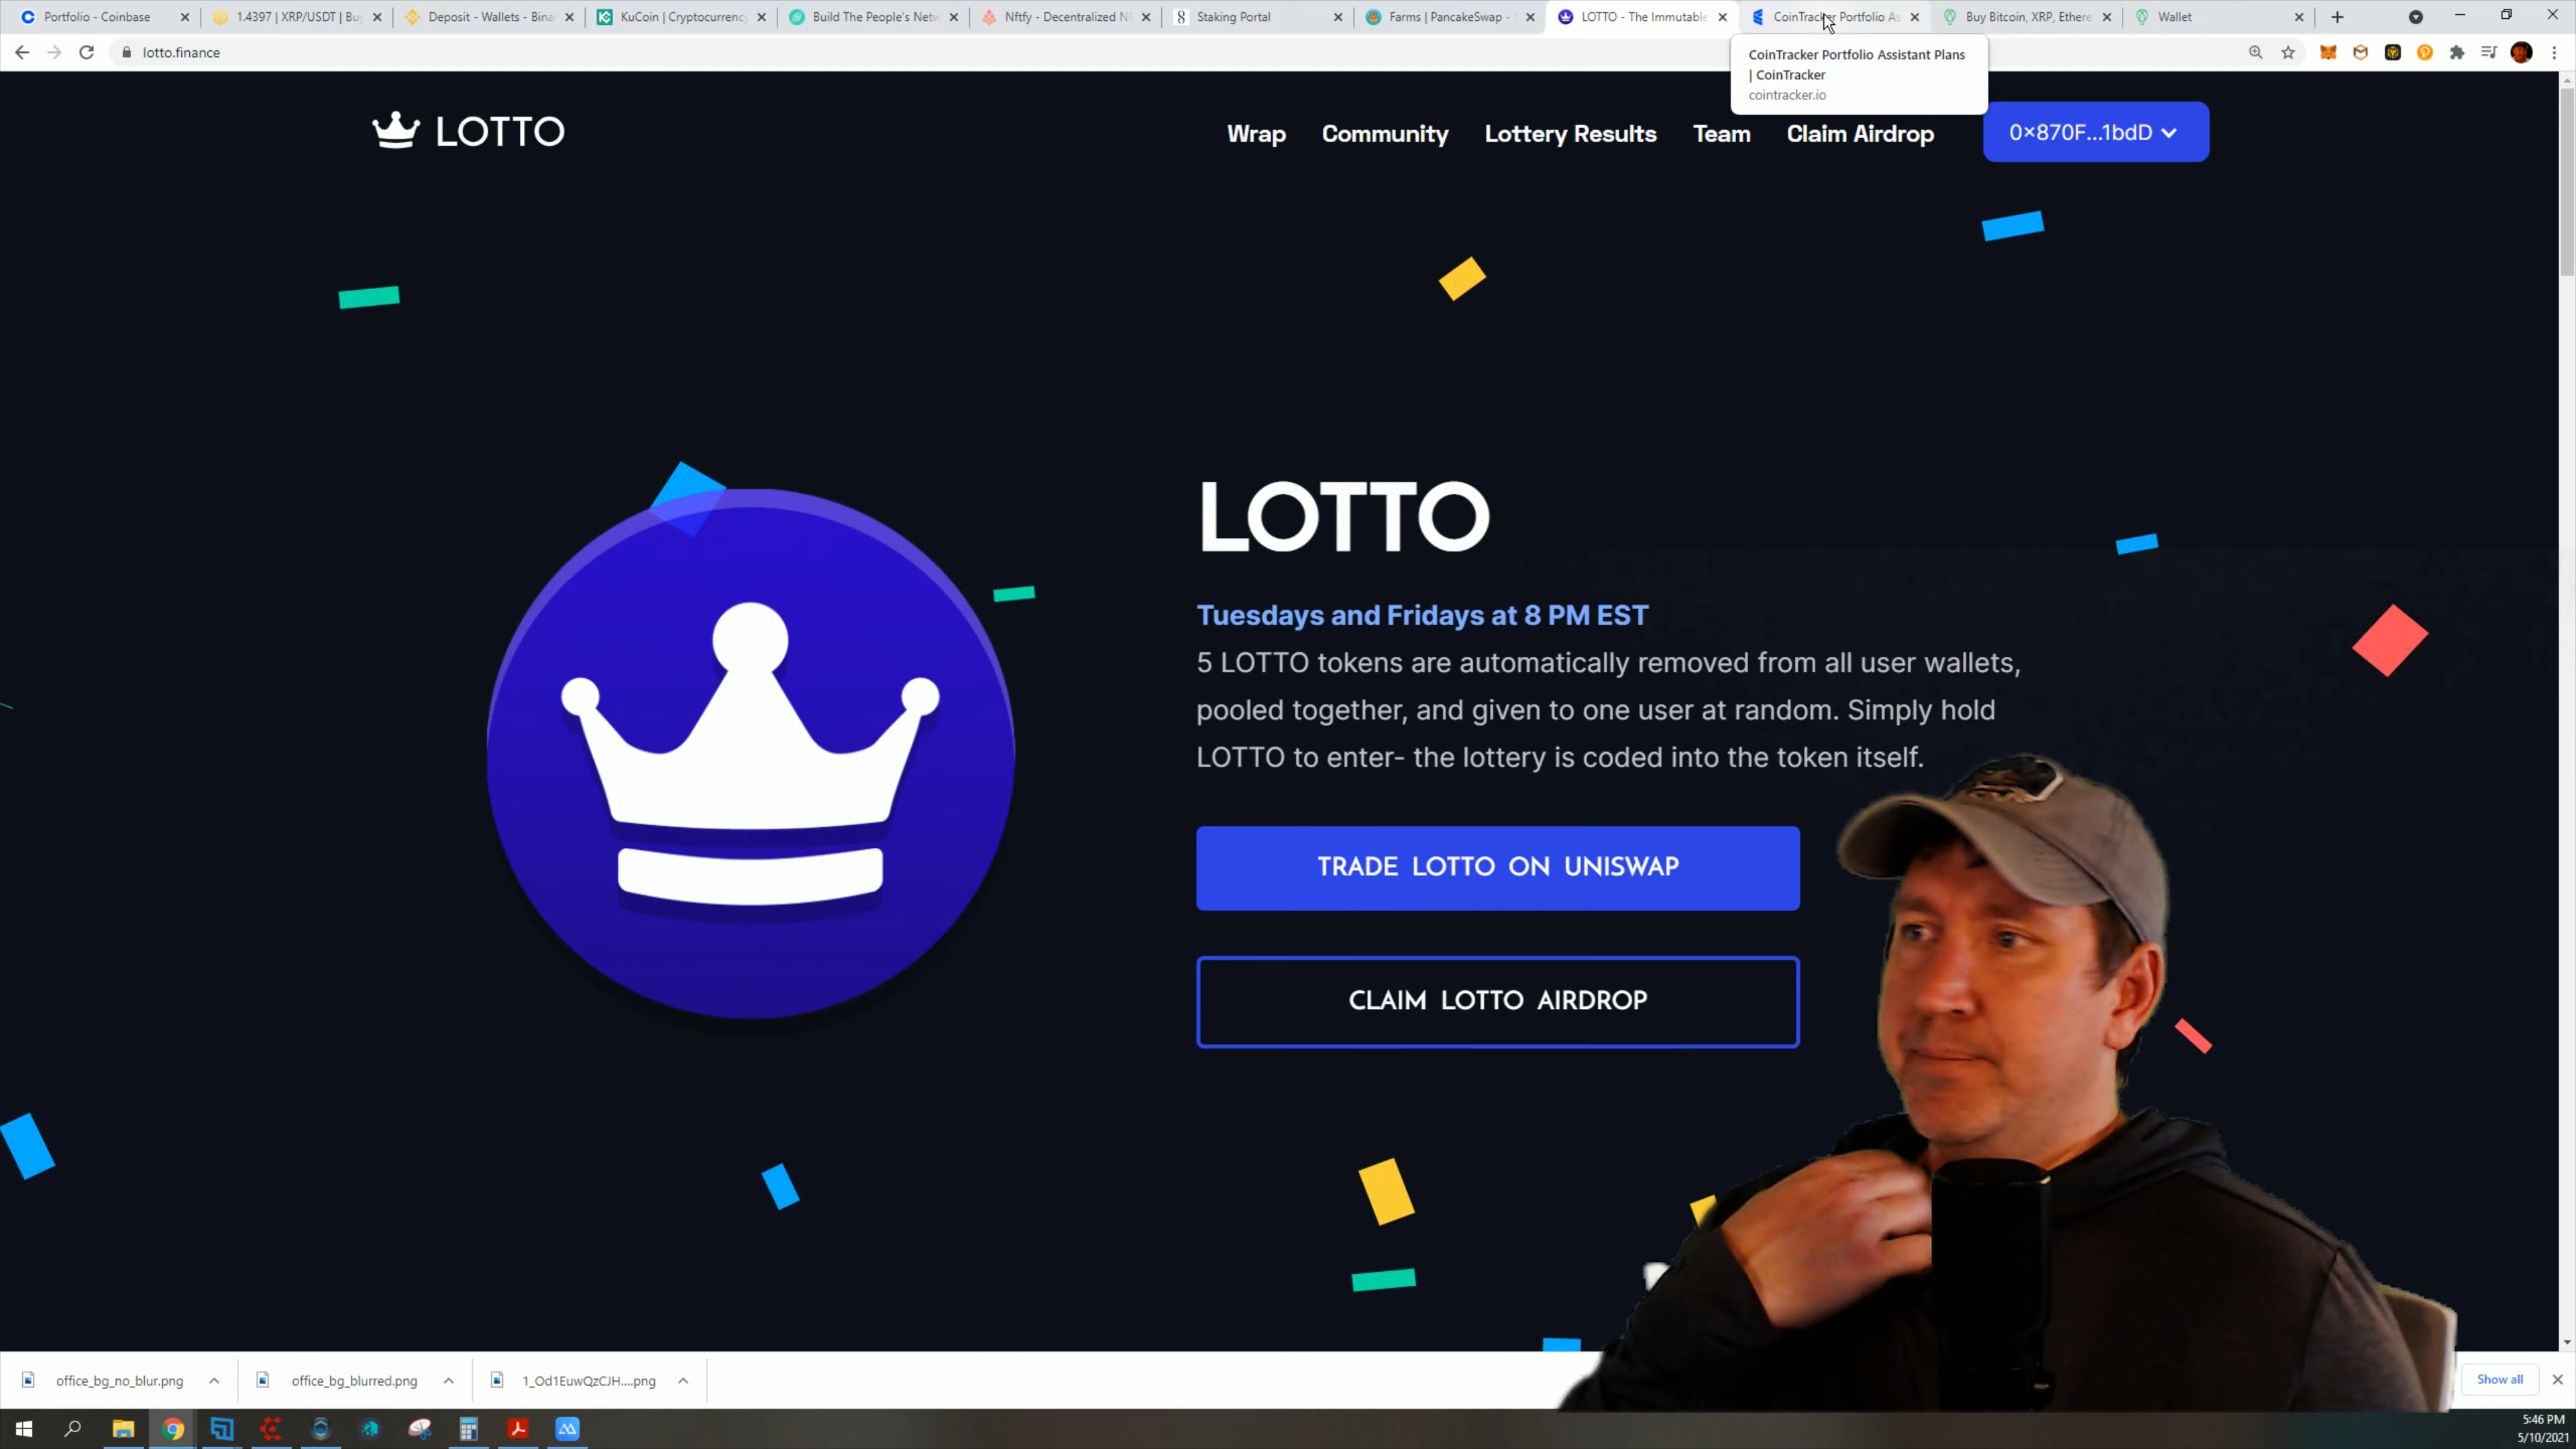 Portfolio - Coinbase
1.4397 | XRP/USDT | Bu
Deposit - Wallets - Bina
KuCoin | Cryptocurrency
Build The People's Netw
Nftfy - Decentralized NF
Staking Portal
Farms | PancakeSwap -
LOTTO - The Immutable
CoinTracker Portfolio As
Buy Bitcoin, XRP, Ethere
Wallet
lotto.finance
CoinTracker Portfolio Assistant Plans
| CoinTracker
cointracker.io
LOTTO
Wrap
Community
Lottery Results
Team
Claim Airdrop
0×870F...1bdD
LOTTO
Tuesdays and Fridays at 8 PM EST
5 LOTTO tokens are automatically removed from all user wallets,
pooled together, and given to one user at random. Simply hold
LOTTO to enter- the lottery is coded into the token itself.
TRADE LOTTO ON UNISWAP
CLAIM LOTTO AIRDROP
office_bg_no_blur.png
office_bg_blurred.png
1_Od1EuwQzCJH....png
Show all
5:46 PM
5/10/2021